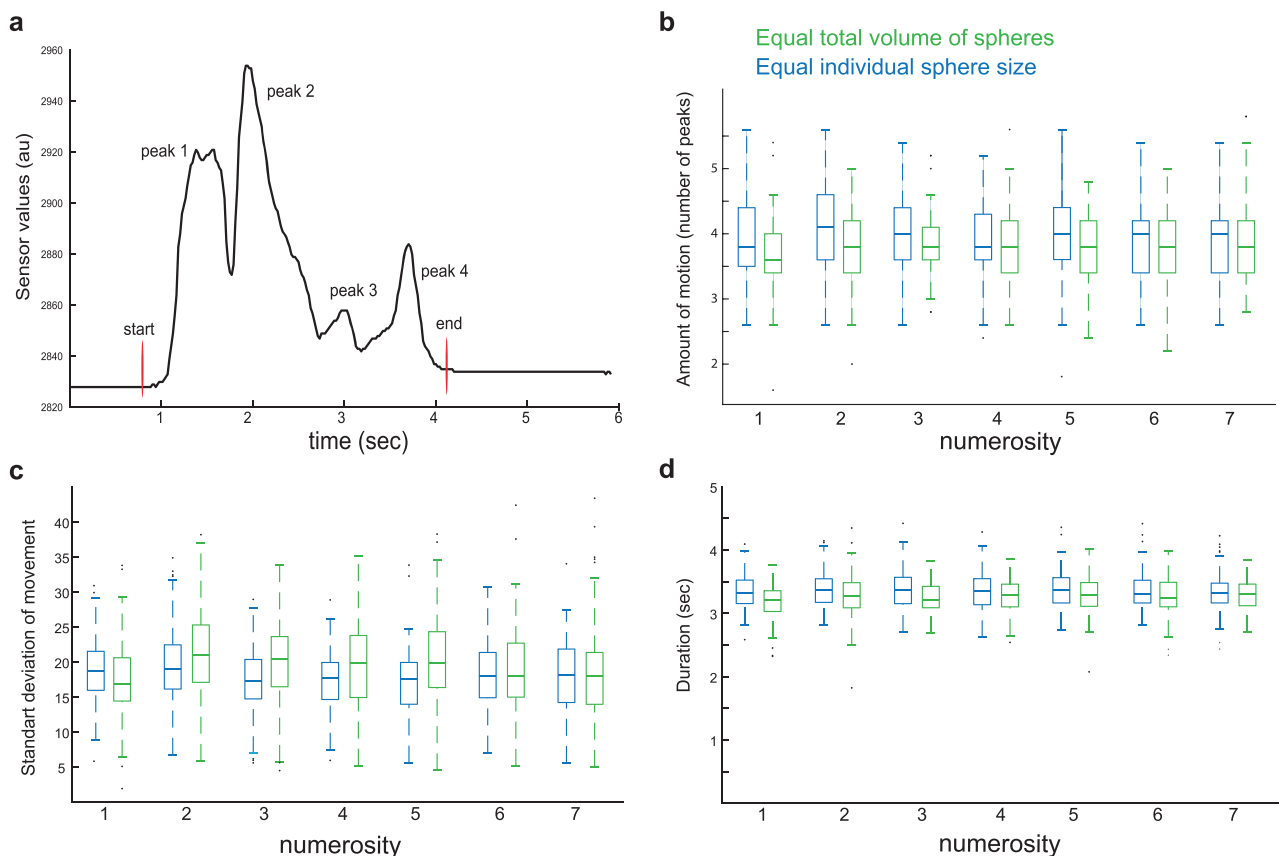 a
2960
2940
2920
2900
2880
2860
2840
2820
Sensor values (au)
peak 1
peak 2
peak 3
peak 4
start
end
1
2
3
4
5
6
time (sec)
b
Equal total volume of spheres
Equal individual sphere size
Amount of motion (number of peaks)
5
4
3
2
1
2
3
4
5
6
7
numerosity
c
Standart deviation of movement
40
35
30
25
20
15
10
5
1
2
3
4
5
6
7
numerosity
d
Duration (sec)
5
4
3
2
1
1
2
3
4
5
6
7
numerosity